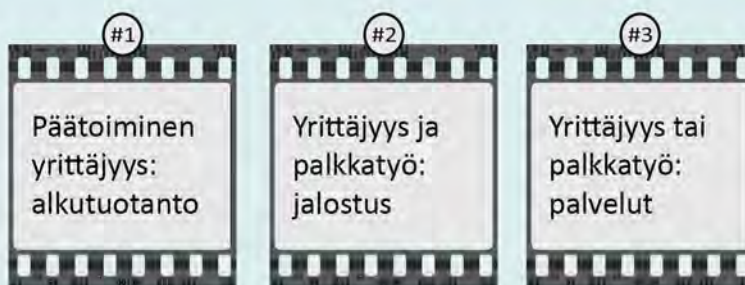 #1
Päätoiminen
yrittäjyys:
alkutuotanto
#2
Yrittäjyys ja
palkkatyö:
jalostus
#3
Yrittäjyys tai
palkkatyö:
palvelut